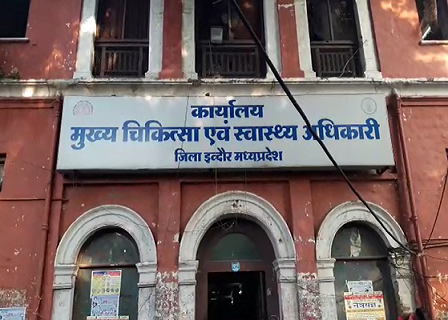 कार्यालय
मुख्य चिकित्सा एवं स्वास्थ्य अधिकारी
जिला इन्दौर मध्यप्रदेश